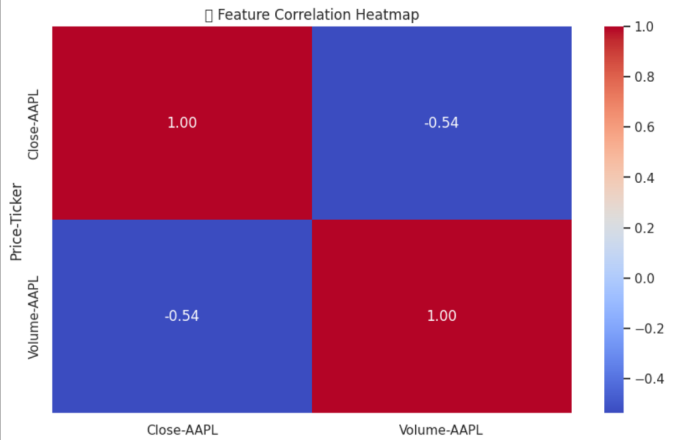 Feature Correlation Heatmap
Close-AAPL
1.00
-0.54
Price-Ticker
Volume-AAPL
-0.54
1.00
Close-AAPL
Volume-AAPL
1.0
0.8
0.6
0.4
0.2
0.0
−0.2
−0.4